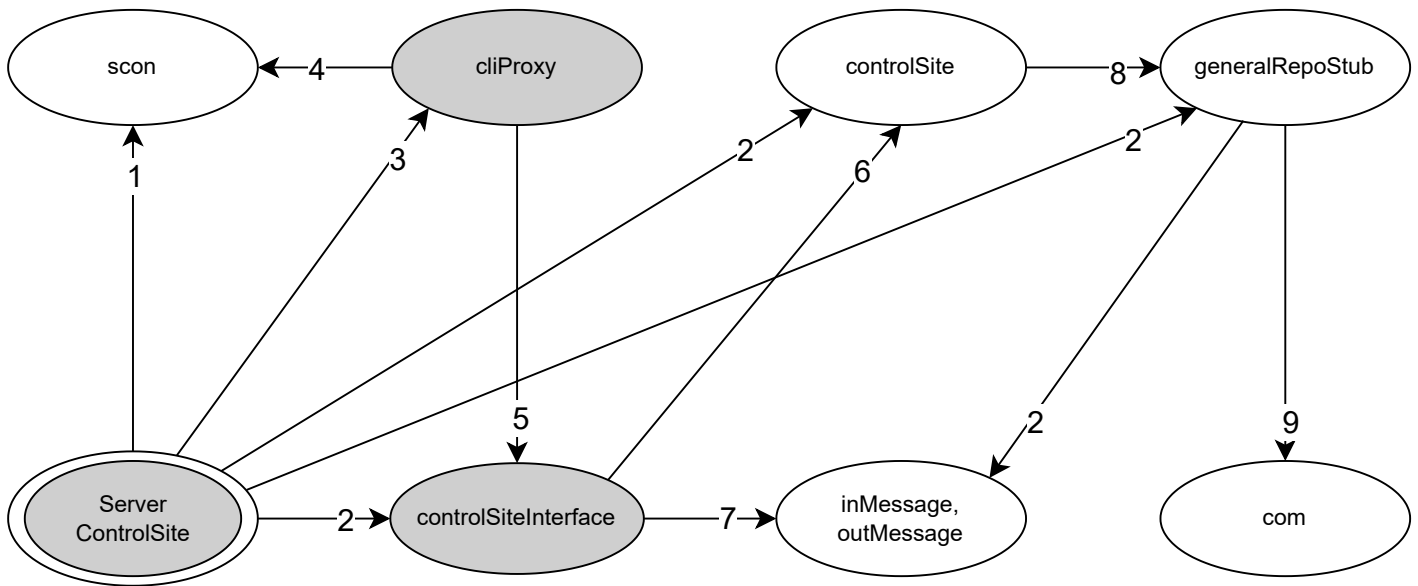 scon
4
cliProxy
controlSite
8
generalRepoStub
1
3
2
6
2
5
2
9
Server
ControlSite
2
controlSiteInterface
7
inMessage,
outMessage
com